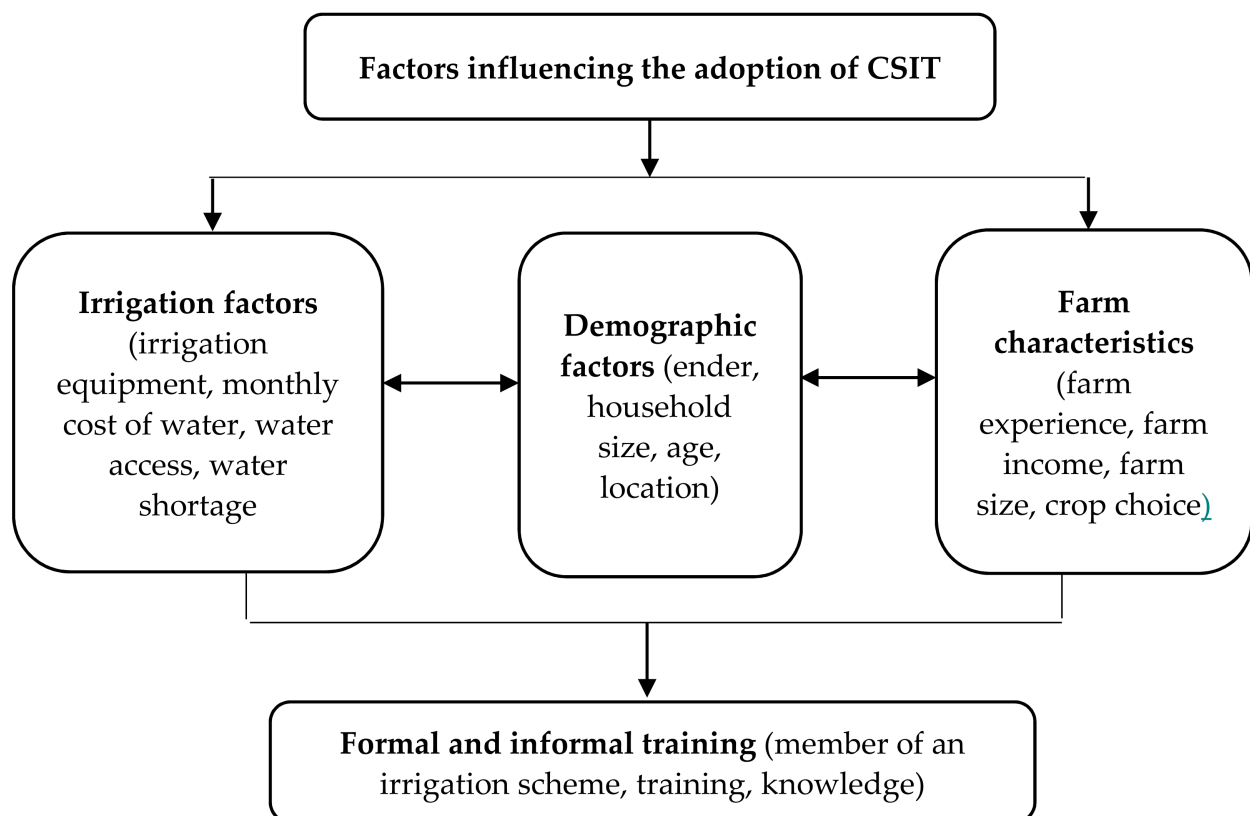 Factors influencing the adoption of CSIT
Irrigation factors
(irrigation
equipment, monthly
cost of water, water
access, water
shortage
Demographic
factors (ender,
household
size, age,
location)
Farm
characteristics
(farm
experience, farm
income, farm
size, crop choice)
Formal and informal training (member of an
irrigation scheme, training, knowledge)